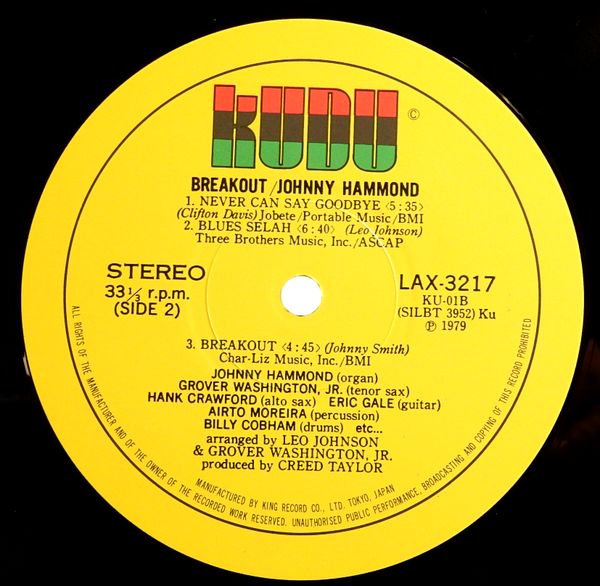 KUDU ©
BREAKOUT / JOHNNY HAMMOND
1. NEVER CAN SAY GOODBYE <5:35>
(Clifton Davis) Jobete/Portable Music/BMI
2. BLUES SELAH <6:40> (Leo Johnson)
Three Brothers Music, Inc./ASCAP
STEREO
33 1/3 r.p.m.
(SIDE 2)
LAX-3217
KU-01B
(SILBT 3952) Ku
Ⓟ 1979
3. BREAKOUT <4:45> (Johnny Smith)
Char-Liz Music, Inc./BMI
JOHNNY HAMMOND (organ)
GROVER WASHINGTON, JR. (tenor sax)
HANK CRAWFORD (alto sax) ERIC GALE (guitar)
AIRTO MOREIRA (percussion)
BILLY COBHAM (drums) etc...
arranged by LEO JOHNSON
& GROVER WASHINGTON, JR.
produced by CREED TAYLOR
MANUFACTURED BY KING RECORD CO., LTD. TOKYO, JAPAN
ALL RIGHTS OF THE MANUFACTURER AND OF THE OWNER OF THE RECORDED WORK RESERVED. UNAUTHORISED PUBLIC PERFORMANCE, BROADCASTING AND COPYING OF THIS RECORD PROHIBITED